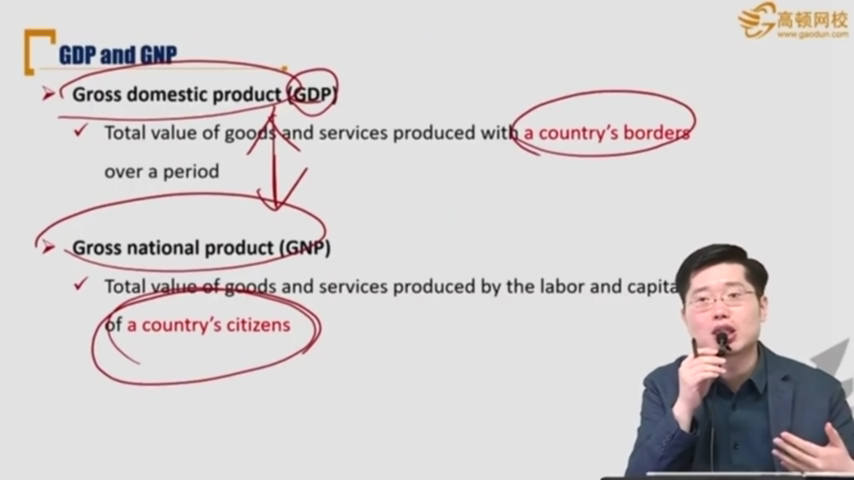 高顿网校
www.gaodun.com
GDP and GNP
Gross domestic product (GDP)
Total value of goods and services produced with a country's borders
over a period
Gross national product (GNP)
Total value of goods and services produced by the labor and capita
of a country's citizens